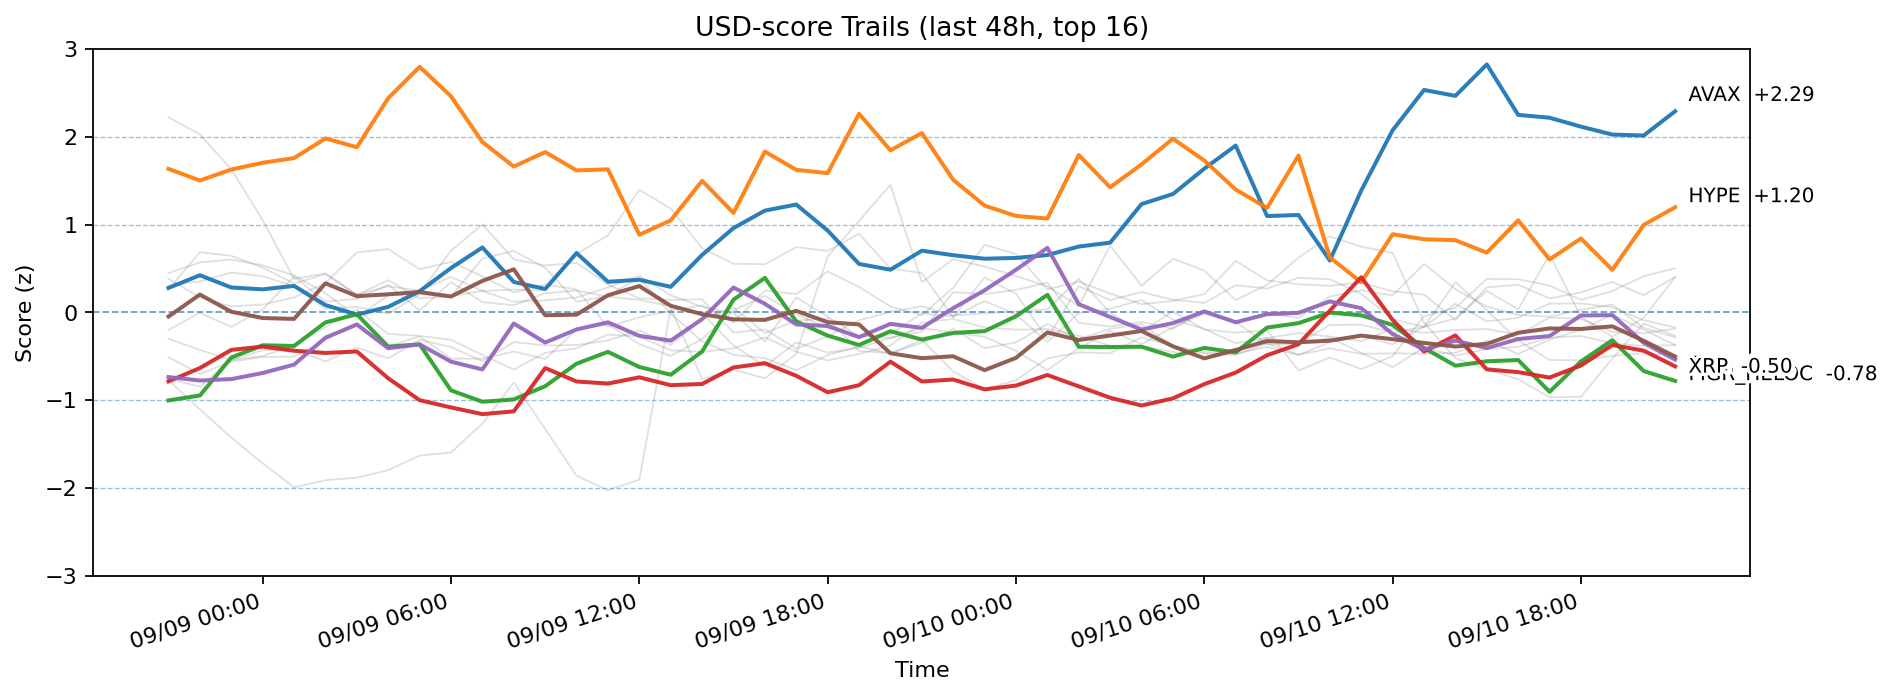 USD-score Trails (last 48h, top 16)
3
2
1
0
−1
−2
−3
Score (z)
AVAX +2.29
HYPE +1.20
XRP -0.50
-0.78
09/09 00:00
09/09 06:00
09/09 12:00
09/09 18:00
09/10 00:00
09/10 06:00
09/10 12:00
09/10 18:00
Time